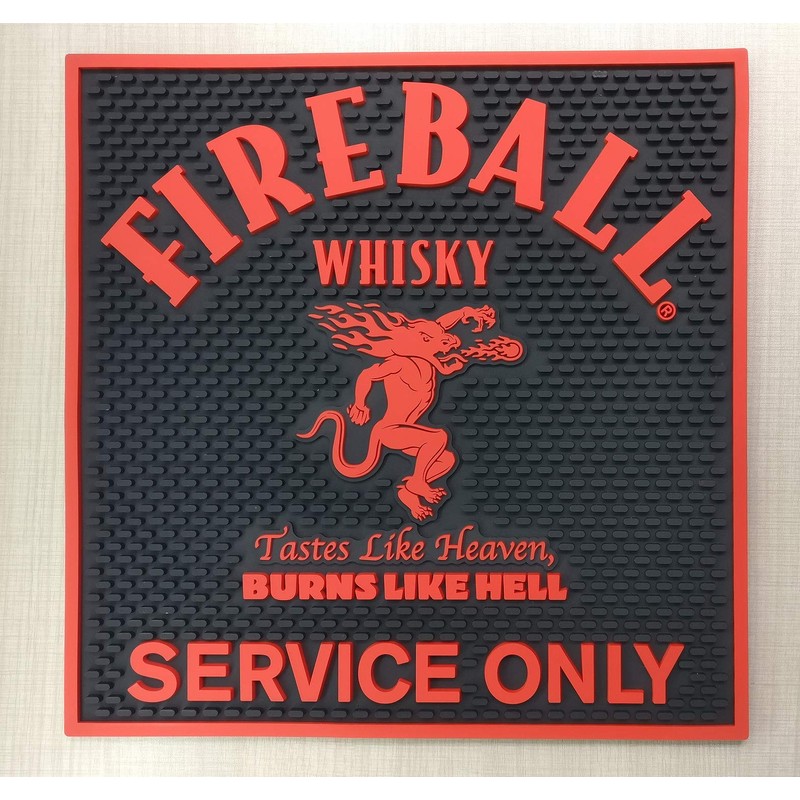 FIREBALL®
WHISKY
Tastes Like Heaven,
BURNS LIKE HELL
SERVICE ONLY